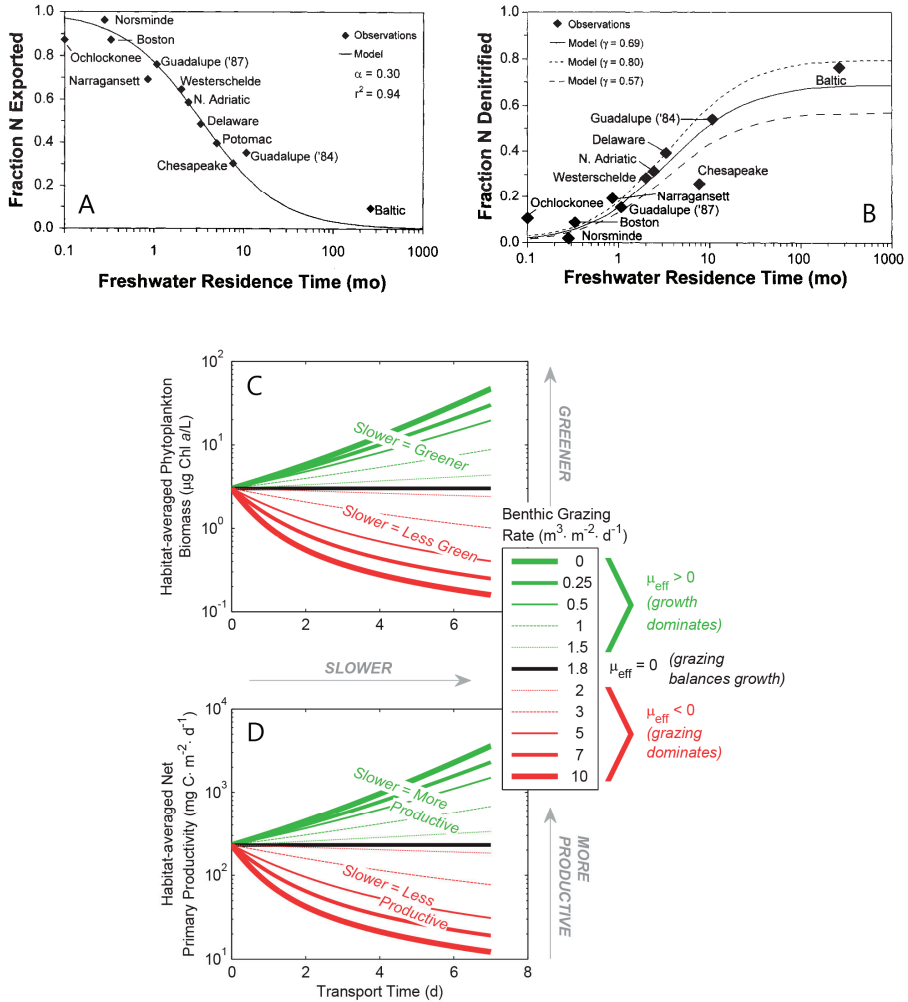 Fraction N Exported
1.0
0.8
0.6
0.4
0.2
0.0
Norsminde
Boston
Ochlockonee
Guadalupe ('87)
Narragansett
Westerschelde
N. Adriatic
Delaware
Potomac
Guadalupe ('84)
Chesapeake
Baltic
Observations
Model
α = 0.30
r² = 0.94
A
0.1 1 10 100 1000
Freshwater Residence Time (mo)
Fraction N Denitrified
1.0
0.8
0.6
0.4
0.2
0.0
Observations
Model (γ = 0.69)
Model (γ = 0.80)
Model (γ = 0.57)
Baltic
Guadalupe ('84)
Delaware
N. Adriatic
Westerschelde
Chesapeake
Ochlockonee
Narragansett
Guadalupe ('87)
Boston
Norsminde
B
0.1 1 10 100 1000
Freshwater Residence Time (mo)
C
Habitat-averaged Phytoplankton
Biomass (µg Chl a/L)
10²
10¹
10⁰
10⁻¹
Slower = Greener
Slower = Less Green
0 2 4 6 8
GREENER
SLOWER
Benthic Grazing
Rate (m³· m⁻²· d⁻¹)
0
0.25
0.5
1
1.5
1.8
2
3
5
7
10
μeff > 0
(growth
dominates)
μeff = 0 (grazing
balances growth)
μeff < 0
(grazing
dominates)
D
Habitat-averaged Net
Primary Productivity (mg C· m⁻²· d⁻¹)
10⁴
10³
10²
10¹
Slower = More
Productive
Slower = Less
Productive
0 2 4 6 8
Transport Time (d)
MORE
PRODUCTIVE